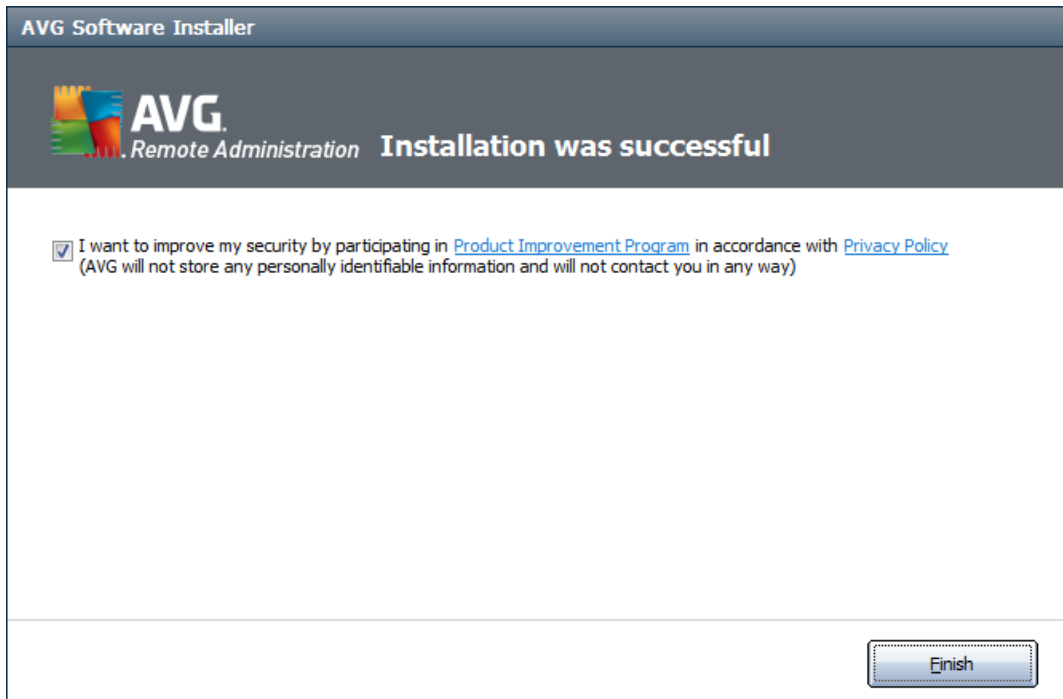 AVG Software Installer
AVG.
Remote Administration Installation was successful
I want to improve my security by participating in Product Improvement Program in accordance with Privacy Policy
(AVG will not store any personally identifiable information and will not contact you in any way)
Finish